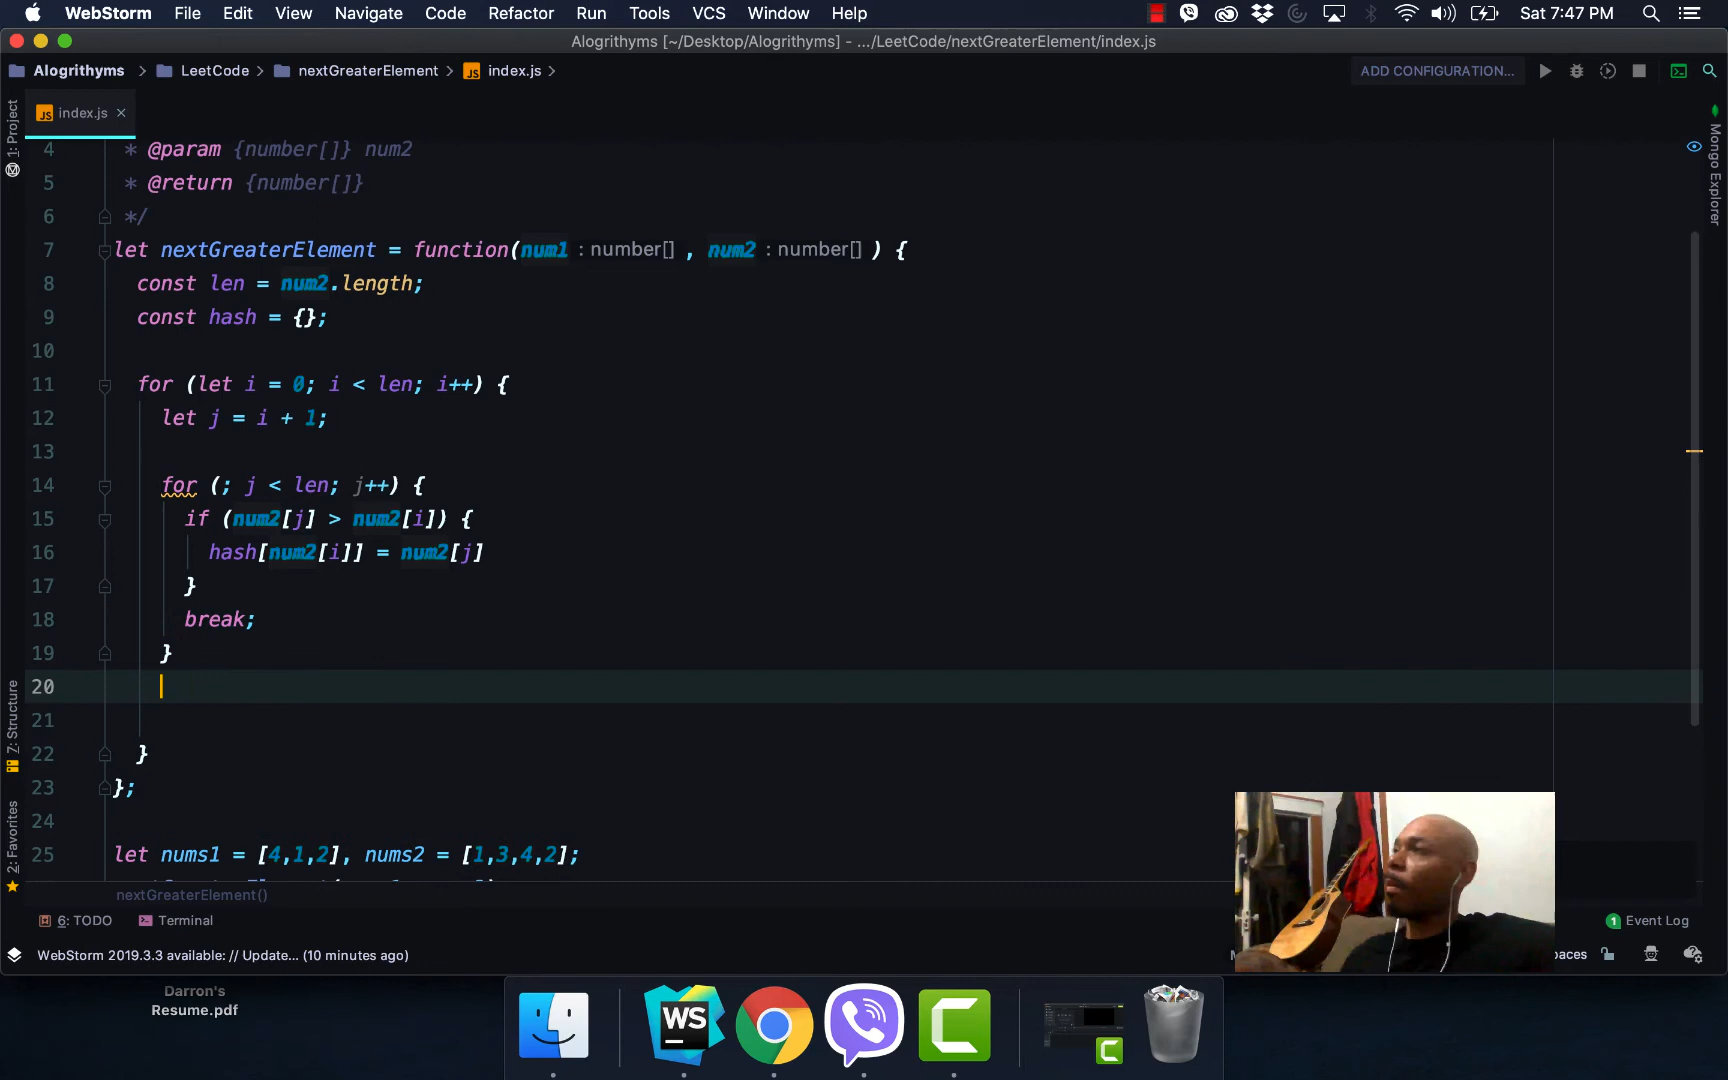 WebStorm File Edit View Navigate Code Refactor Run Tools VCS Window Help Sat 7:47 PM
Alogrithyms [~/Desktop/Alogrithyms] - .../LeetCode/nextGreaterElement/index.js
Alogrithyms LeetCode nextGreaterElement JS index.js ADD CONFIGURATION...
JS index.js
1: Project
Mongo Explorer
4 * @param {number[]} num2
5 * @return {number[]}
6 */
7 let nextGreaterElement = function(num1 : number[] , num2 : number[] ) {
8 const len = num2.length;
9 const hash = {};
10
11 for (let i = 0; i < len; i++) {
12 let j = i + 1;
13
14 for (; j < len; j++) {
15 if (num2[j] > num2[i]) {
16 hash[num2[i]] = num2[j]
17 }
18 break;
19 }
20
21
22 }
23 };
24
25 let nums1 = [4,1,2], nums2 = [1,3,4,2];
nextGreaterElement()
7: Structure
2: Favorites
6: TODO Terminal 1 Event Log
WebStorm 2019.3.3 available: // Update... (10 minutes ago) paces
Darron's
Resume.pdf
WS